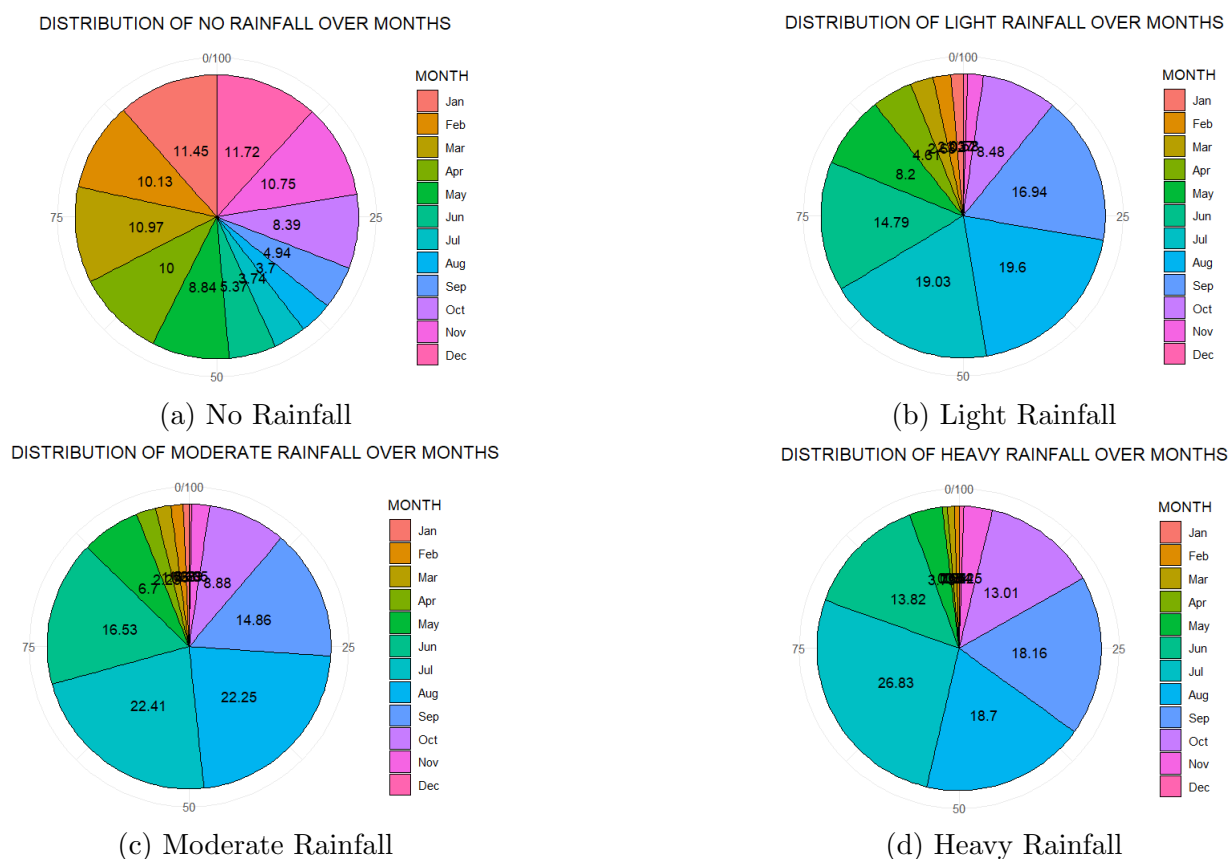 DISTRIBUTION OF NO RAINFALL OVER MONTHS
0/100
25
50
75
11.45
11.72
10.13
10.75
10.97
8.39
10
4.94
3.7
3.74
8.84
5.37
MONTH
Jan
Feb
Mar
Apr
May
Jun
Jul
Aug
Sep
Oct
Nov
Dec
(a) No Rainfall
DISTRIBUTION OF LIGHT RAINFALL OVER MONTHS
0/100
25
50
75
4.61
8.48
8.2
16.94
14.79
19.6
19.03
MONTH
Jan
Feb
Mar
Apr
May
Jun
Jul
Aug
Sep
Oct
Nov
Dec
(b) Light Rainfall
DISTRIBUTION OF MODERATE RAINFALL OVER MONTHS
0/100
25
50
75
8.88
6.7
14.86
16.53
22.25
22.41
MONTH
Jan
Feb
Mar
Apr
May
Jun
Jul
Aug
Sep
Oct
Nov
Dec
(c) Moderate Rainfall
DISTRIBUTION OF HEAVY RAINFALL OVER MONTHS
0/100
25
50
75
13.01
13.82
18.16
26.83
18.7
MONTH
Jan
Feb
Mar
Apr
May
Jun
Jul
Aug
Sep
Oct
Nov
Dec
(d) Heavy Rainfall